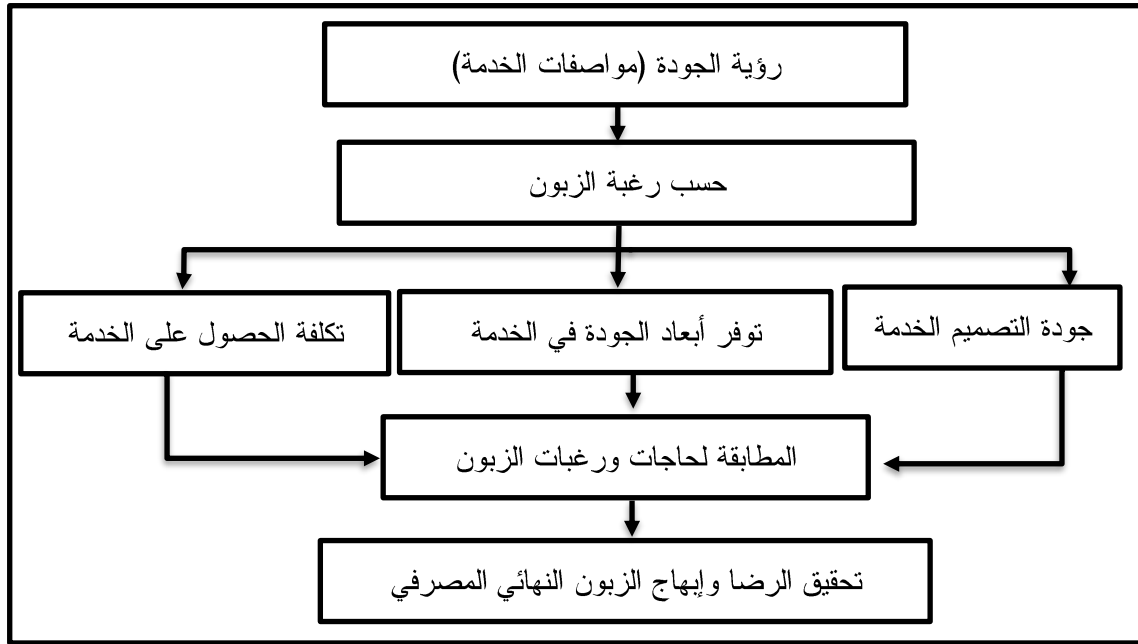 رؤية الجودة (مواصفات الخدمة)
حسب رغبة الزبون
جودة التصميم الخدمة
توفر أبعاد الجودة في الخدمة
تكلفة الحصول على الخدمة
المطابقة لحاجات ورغبات الزبون
تحقيق الرضا وإبهاج الزبون النهائي المصرفي